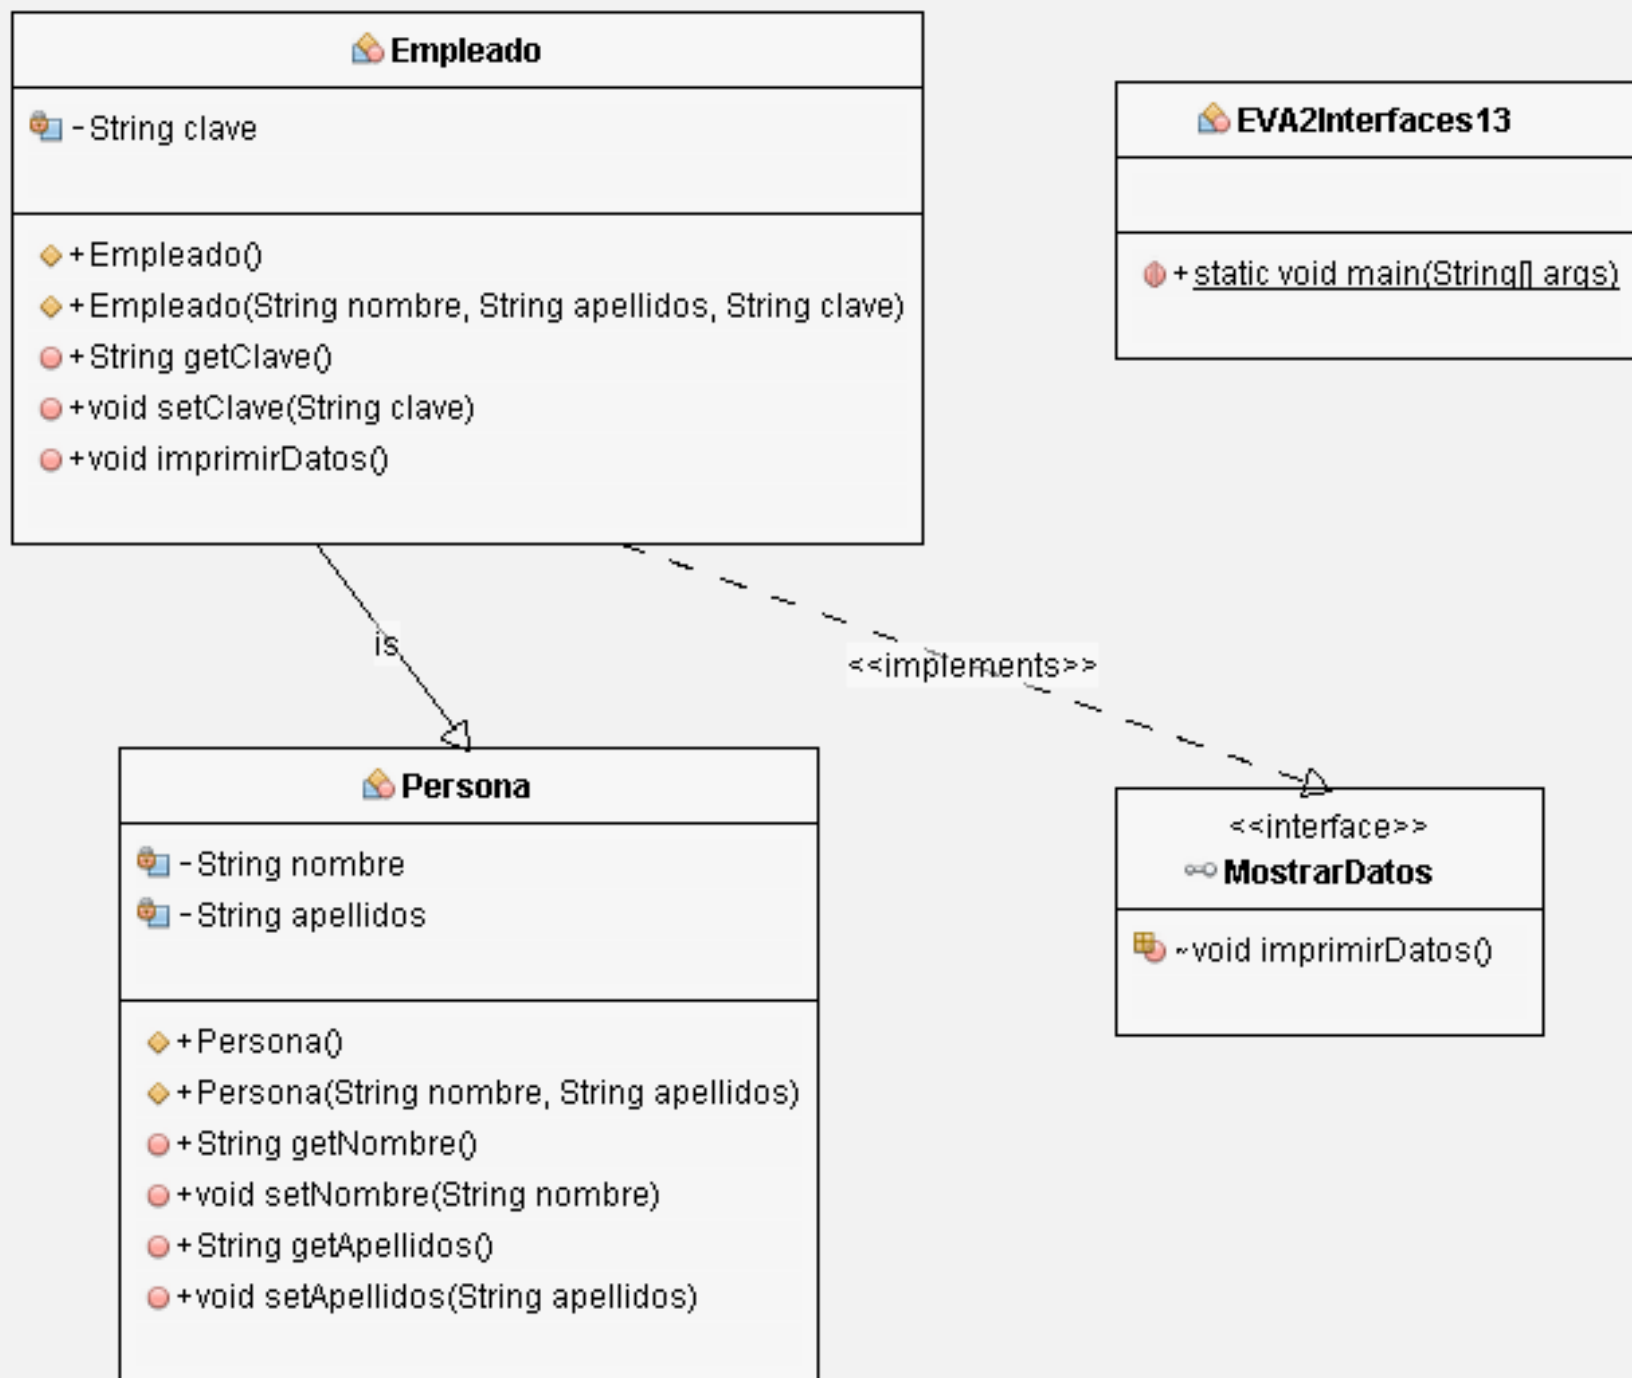 Empleado
-String clave
+Empleado()
+Empleado(String nombre, String apellidos, String clave)
+String getClave()
+void setClave(String clave)
+void imprimirDatos()
EVA2Interfaces13
+static void main(String[] args)
is
<<implements>>
Persona
-String nombre
-String apellidos
+Persona()
+Persona(String nombre, String apellidos)
+String getNombre()
+void setNombre(String nombre)
+String getApellidos()
+void setApellidos(String apellidos)
<<interface>>
MostrarDatos
~void imprimirDatos()